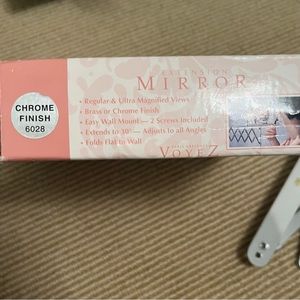 EXTENSION
MIRROR
CHROME
FINISH
6028
• Regular & Ultra Magnified Views
• Brass or Chrome Finish
• Easy Wall Mount — 2 Screws Included
• Extends to 30" — Adjusts to all Angles
• Folds Flat to Wall
VOYEZ